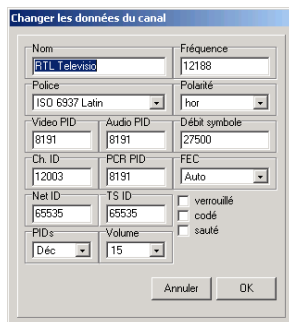 Changer les données du canal
Nom
Fréquence
RTL Televisio
12188
Police
Polarité
ISO 6937 Latin
hor
Video PID
Audio PID
Débit symbole
8191
8191
27500
Ch. ID
PCR PID
FEC
12003
8191
Auto
Net ID
TS ID
65535
65535
verrouillé
codé
sauté
PIDs
Volume
Déc
15
Annuler
OK